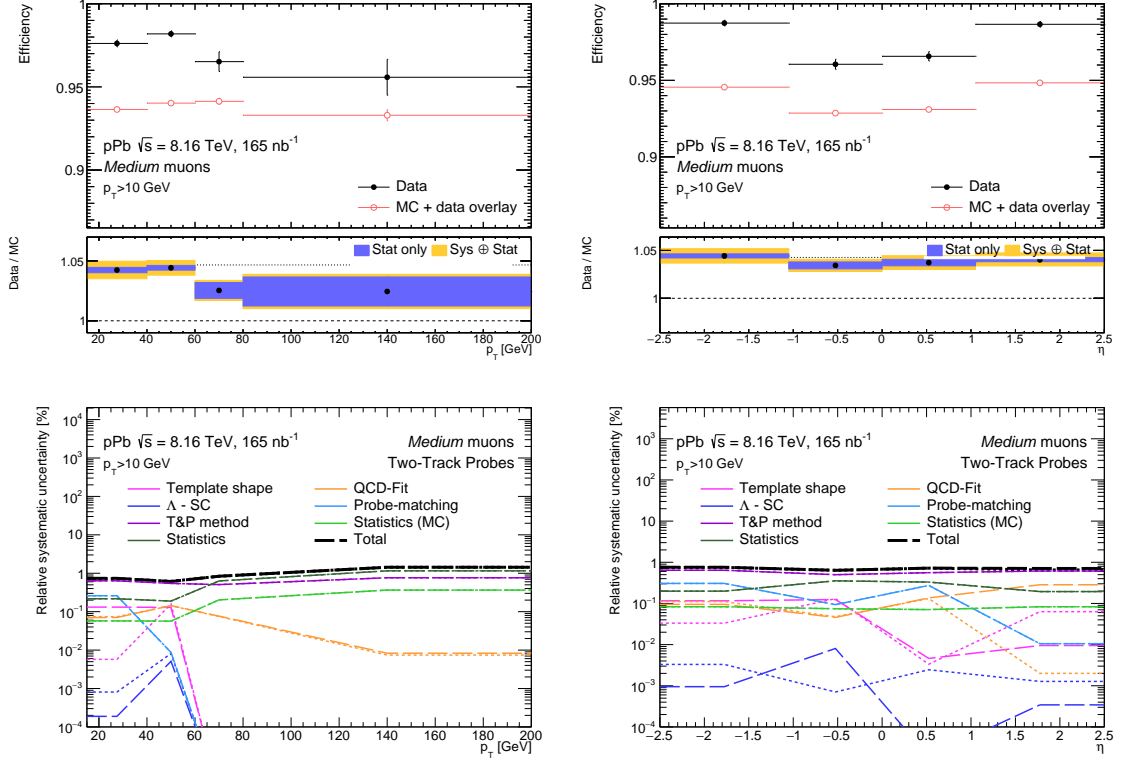 Efficiency
1
0.95
0.9
pPb √s = 8.16 TeV, 165 nb⁻¹
Medium muons
p_T>10 GeV
Data
MC + data overlay
Data / MC
1.05
1
Stat only
Sys ⊕ Stat
20 40 60 80 100 120 140 160 180 200
p_T [GeV]
Efficiency
1
0.95
0.9
pPb √s = 8.16 TeV, 165 nb⁻¹
Medium muons
p_T>10 GeV
Data
MC + data overlay
Data / MC
1.05
1
Stat only
Sys ⊕ Stat
−2.5 −2 −1.5 −1 −0.5 0 0.5 1 1.5 2 2.5
η
Relative systematic uncertainty [%]
10⁴
10³
10²
10
1
10⁻¹
10⁻²
10⁻³
10⁻⁴
pPb √s = 8.16 TeV, 165 nb⁻¹
Medium muons
p_T>10 GeV
Two-Track Probes
Template shape
QCD-Fit
Λ - SC
Probe-matching
T&P method
Statistics (MC)
Statistics
Total
20 40 60 80 100 120 140 160 180 200
p_T [GeV]
Relative systematic uncertainty [%]
10³
10²
10
1
10⁻¹
10⁻²
10⁻³
10⁻⁴
pPb √s = 8.16 TeV, 165 nb⁻¹
Medium muons
p_T>10 GeV
Two-Track Probes
Template shape
QCD-Fit
Λ - SC
Probe-matching
T&P method
Statistics (MC)
Statistics
Total
−2.5 −2 −1.5 −1 −0.5 0 0.5 1 1.5 2 2.5
η